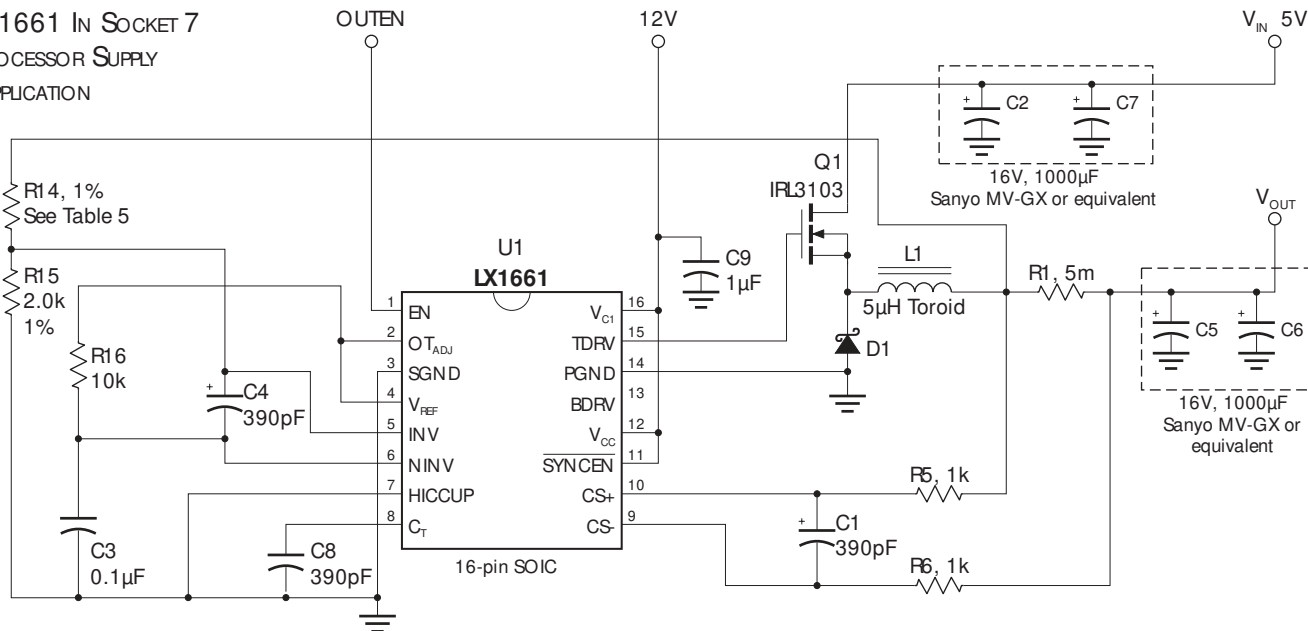 1661 IN SOCKET 7
OCESSOR SUPPLY
PLICATION
OUTEN
12V
VIN 5V
C2
C7
16V, 1000µF
Sanyo MV-GX or equivalent
R14, 1%
See Table 5
Q1
IRL3103
VOUT
U1
LX1661
C9
1µF
L1
5µH Toroid
R1, 5m
R15
2.0k
1%
R16
10k
C4
390pF
D1
C5
C6
16V, 1000µF
Sanyo MV-GX or
equivalent
1 EN
2 OTADJ
3 SGND
4 VREF
5 INV
6 NINV
7 HICCUP
8 CT
VC1 16
TDRV 15
PGND 14
BDRV 13
VCC 12
SYNCEN 11
CS+ 10
CS- 9
R5, 1k
C1
390pF
R6, 1k
C3
0.1µF
C8
390pF
16-pin SOIC
+
+
+
+
+
+